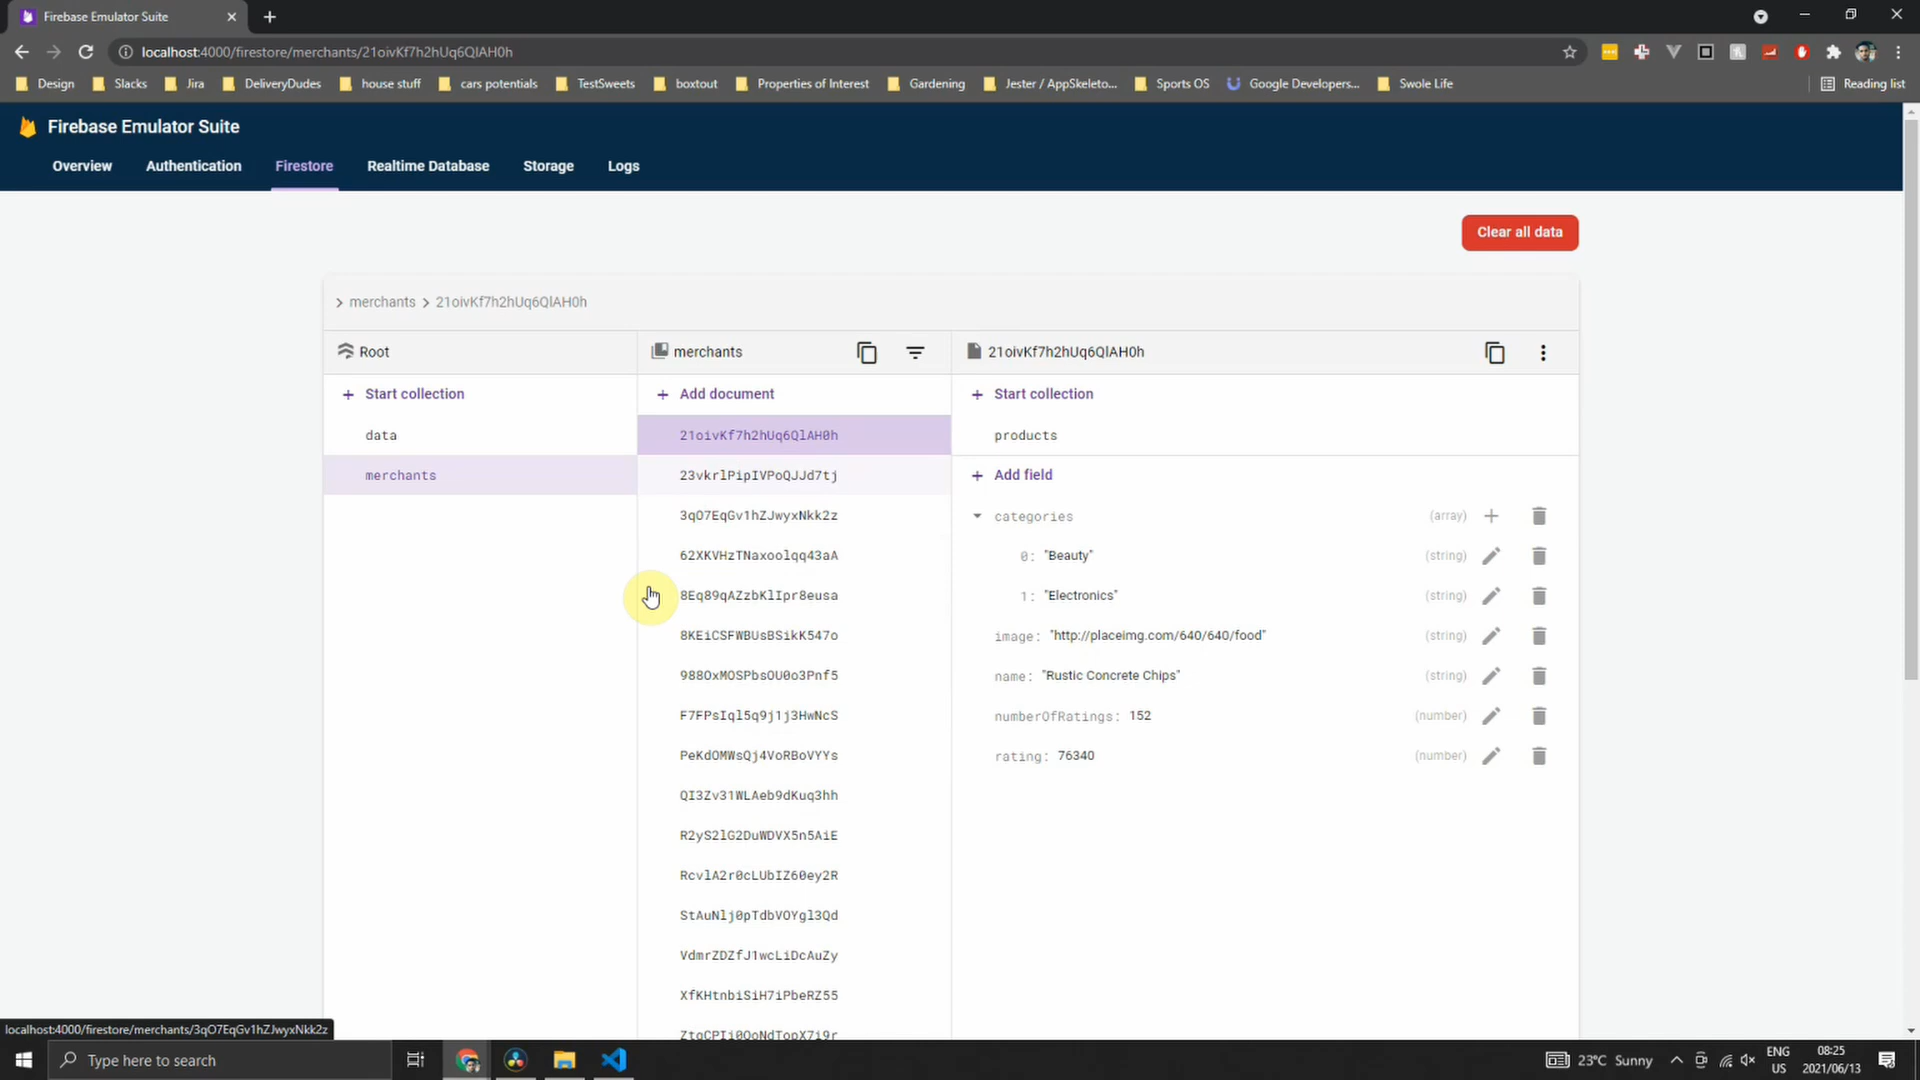 Firebase Emulator Suite
localhost:4000/firestore/merchants/21oivKf7h2hUq6QlAH0h
Design
Slacks
Jira
DeliveryDudes
house stuff
cars potentials
TestSweets
boxtout
Properties of Interest
Gardening
Jester / AppSkeleto...
Sports OS
Google Developers...
Swole Life
Reading list
Firebase Emulator Suite
Overview
Authentication
Firestore
Realtime Database
Storage
Logs
Clear all data
merchants
21oivKf7h2hUq6QlAH0h
Root
merchants
21oivKf7h2hUq6QlAH0h
+ Start collection
+ Add document
+ Start collection
data
21oivKf7h2hUq6QlAH0h
products
merchants
23vkrlPipIVPoQJJd7tj
+ Add field
3qO7EqGv1hZJwyxNkk2z
categories
(array)
62XKVHzTNaxoolqq43aA
0: "Beauty"
(string)
8Eq89qAZzbKlIpr8eusa
1: "Electronics"
(string)
8KEiCSFWBUsBSikK547o
image: "http://placeimg.com/640/640/food"
(string)
988OxMOSPbsOU0o3Pnf5
name: "Rustic Concrete Chips"
(string)
F7FPsIql5q9j1j3HwNcS
numberOfRatings: 152
(number)
PeKdOMWsQj4VoRBoVYYs
rating: 76340
(number)
QI3Zv31WLAeb9dKuq3hh
R2yS2lG2DuWDVX5n5AiE
RcvlA2r0cLUbIZ60ey2R
StAuNlj0pTdbVOYgl3Qd
VdmrZDZfJ1wcLiDcAuZy
XfKHtnbiSiH7iPbeRZ55
ZtqCPIi0OoNdTopX7i9r
localhost:4000/firestore/merchants/3qO7EqGv1hZJwyxNkk2z
Type here to search
23°C Sunny
ENG
US
08:25
2021/06/13